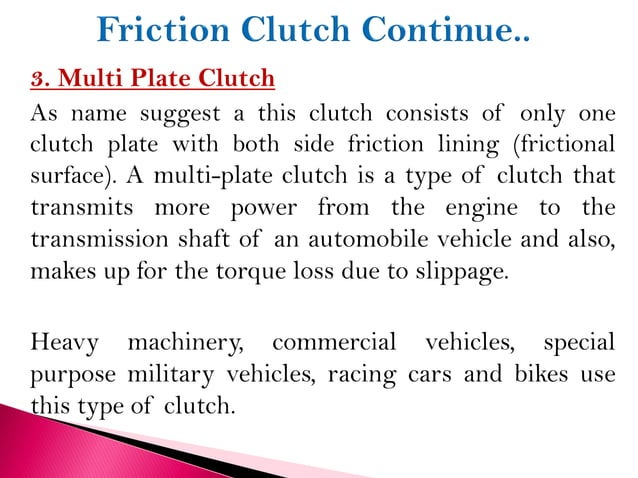 Friction Clutch Continue..
3. Multi Plate Clutch
As name suggest a this clutch consists of only one
clutch plate with both side friction lining (frictional
surface). A multi-plate clutch is a type of clutch that
transmits more power from the engine to the
transmission shaft of an automobile vehicle and also,
makes up for the torque loss due to slippage.
Heavy machinery, commercial vehicles, special
purpose military vehicles, racing cars and bikes use
this type of clutch.